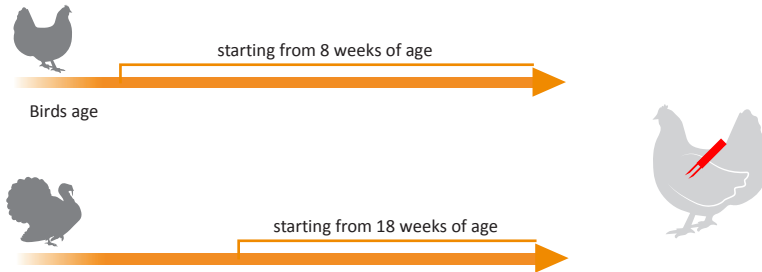 starting from 8 weeks of age
Birds age
starting from 18 weeks of age